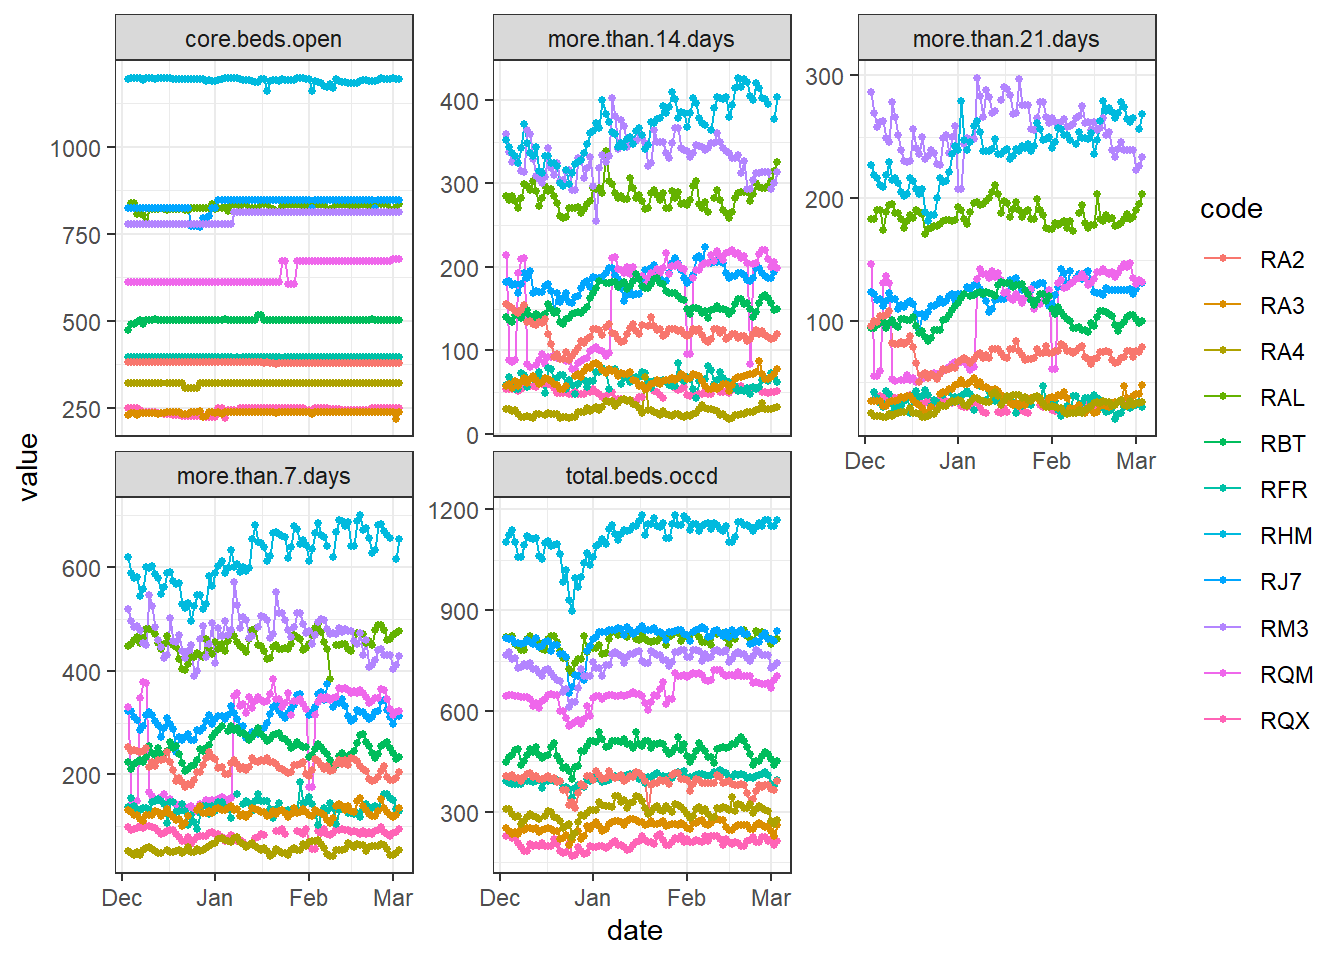 core.beds.open
more.than.14.days
more.than.21.days
1000
750
500
250
400
300
200
100
0
300
200
100
Dec
Jan
Feb
Mar
more.than.7.days
total.beds.occd
600
400
200
1200
900
600
300
Dec
Jan
Feb
Mar
Dec
Jan
Feb
Mar
date
value
code
RA2
RA3
RA4
RAL
RBT
RFR
RHM
RJ7
RM3
RQM
RQX